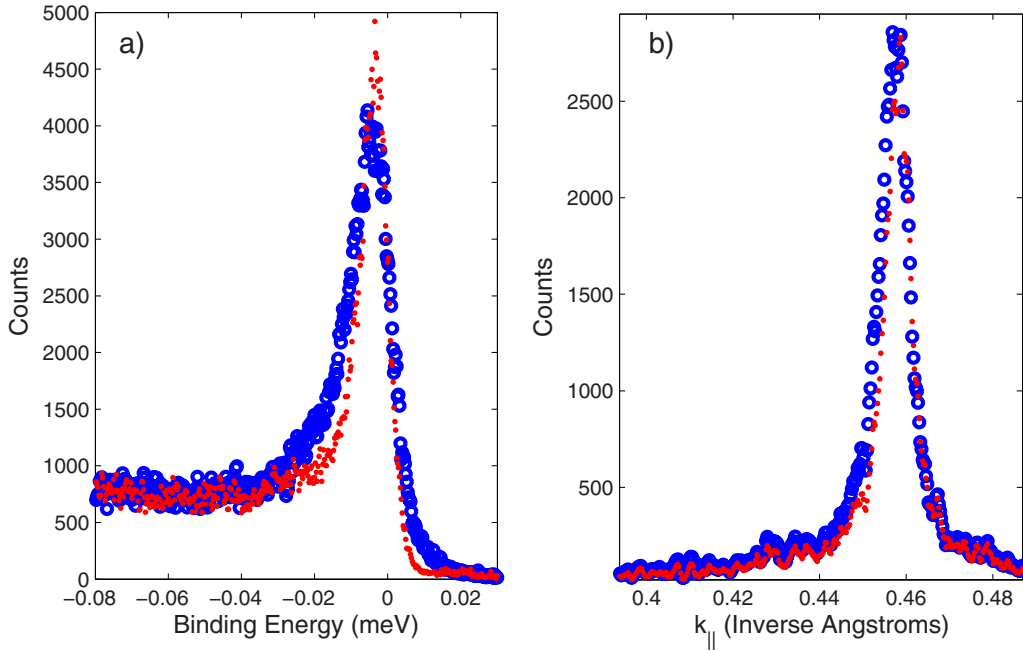 a)
5000
4500
4000
3500
3000
2500
2000
1500
1000
500
0
Counts
−0.08 −0.06 −0.04 −0.02 0 0.02
Binding Energy (meV)
b)
2500
2000
1500
1000
500
Counts
0.4 0.42 0.44 0.46 0.48
k|| (Inverse Angstroms)